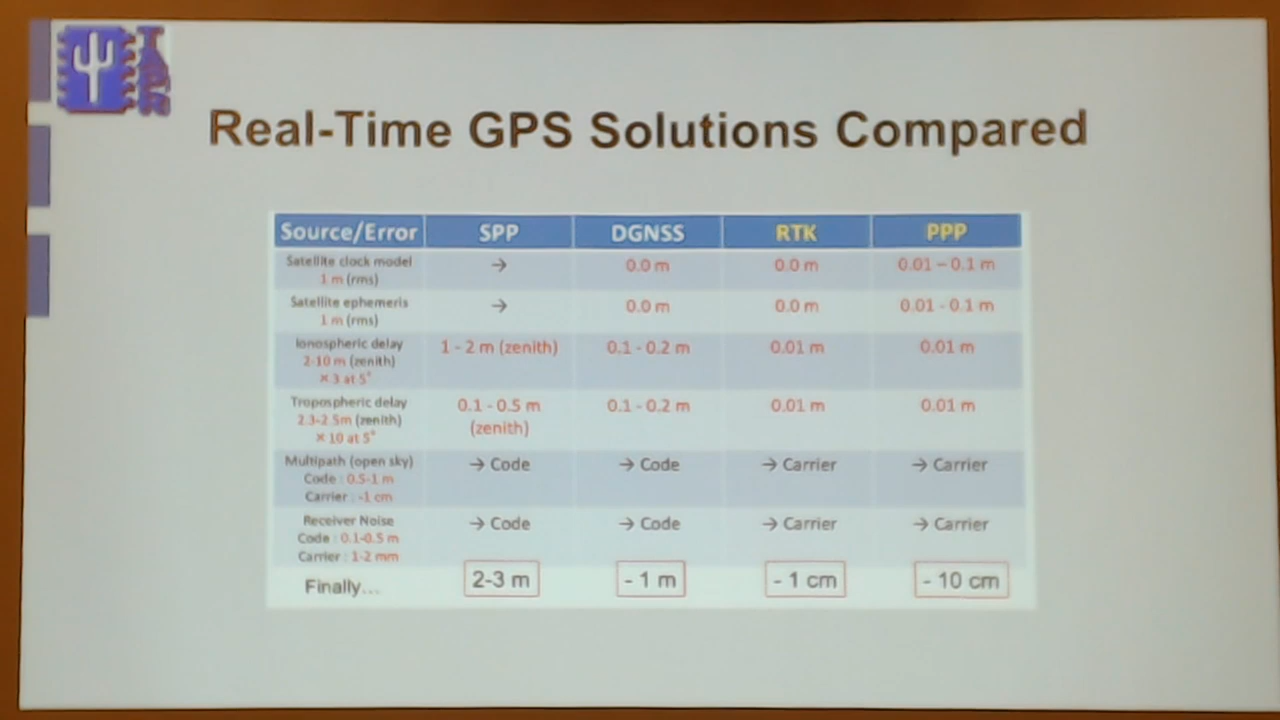 TAPR
Real-Time GPS Solutions Compared
Source/Error SPP DGNSS RTK PPP
Satellite clock model → 0.0 m 0.0 m 0.01 – 0.1 m
1 m (rms)
Satellite ephemeris → 0.0 m 0.0 m 0.01 - 0.1 m
1 m (rms)
Ionospheric delay 1 - 2 m (zenith) 0.1 - 0.2 m 0.01 m 0.01 m
2-10 m (zenith)
× 3 at 5°
Tropospheric delay 0.1 - 0.5 m 0.1 - 0.2 m 0.01 m 0.01 m
2.3-2.5m (zenith) (zenith)
× 10 at 5°
Multipath (open sky) → Code → Code → Carrier → Carrier
Code : 0.5-1 m
Carrier : -1 cm
Receiver Noise → Code → Code → Carrier → Carrier
Code : 0.1-0.5 m
Carrier : 1-2 mm
Finally... 2-3 m - 1 m - 1 cm - 10 cm